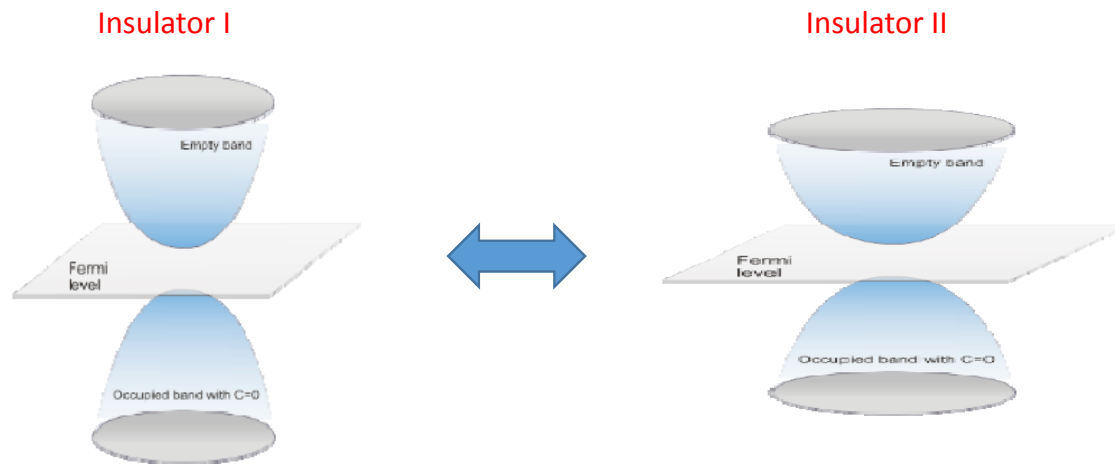 Insulator I
Insulator II
Empty band
Fermi
level
Occupied band with C=0
Empty band
Fermi
level
Occupied band with C=0